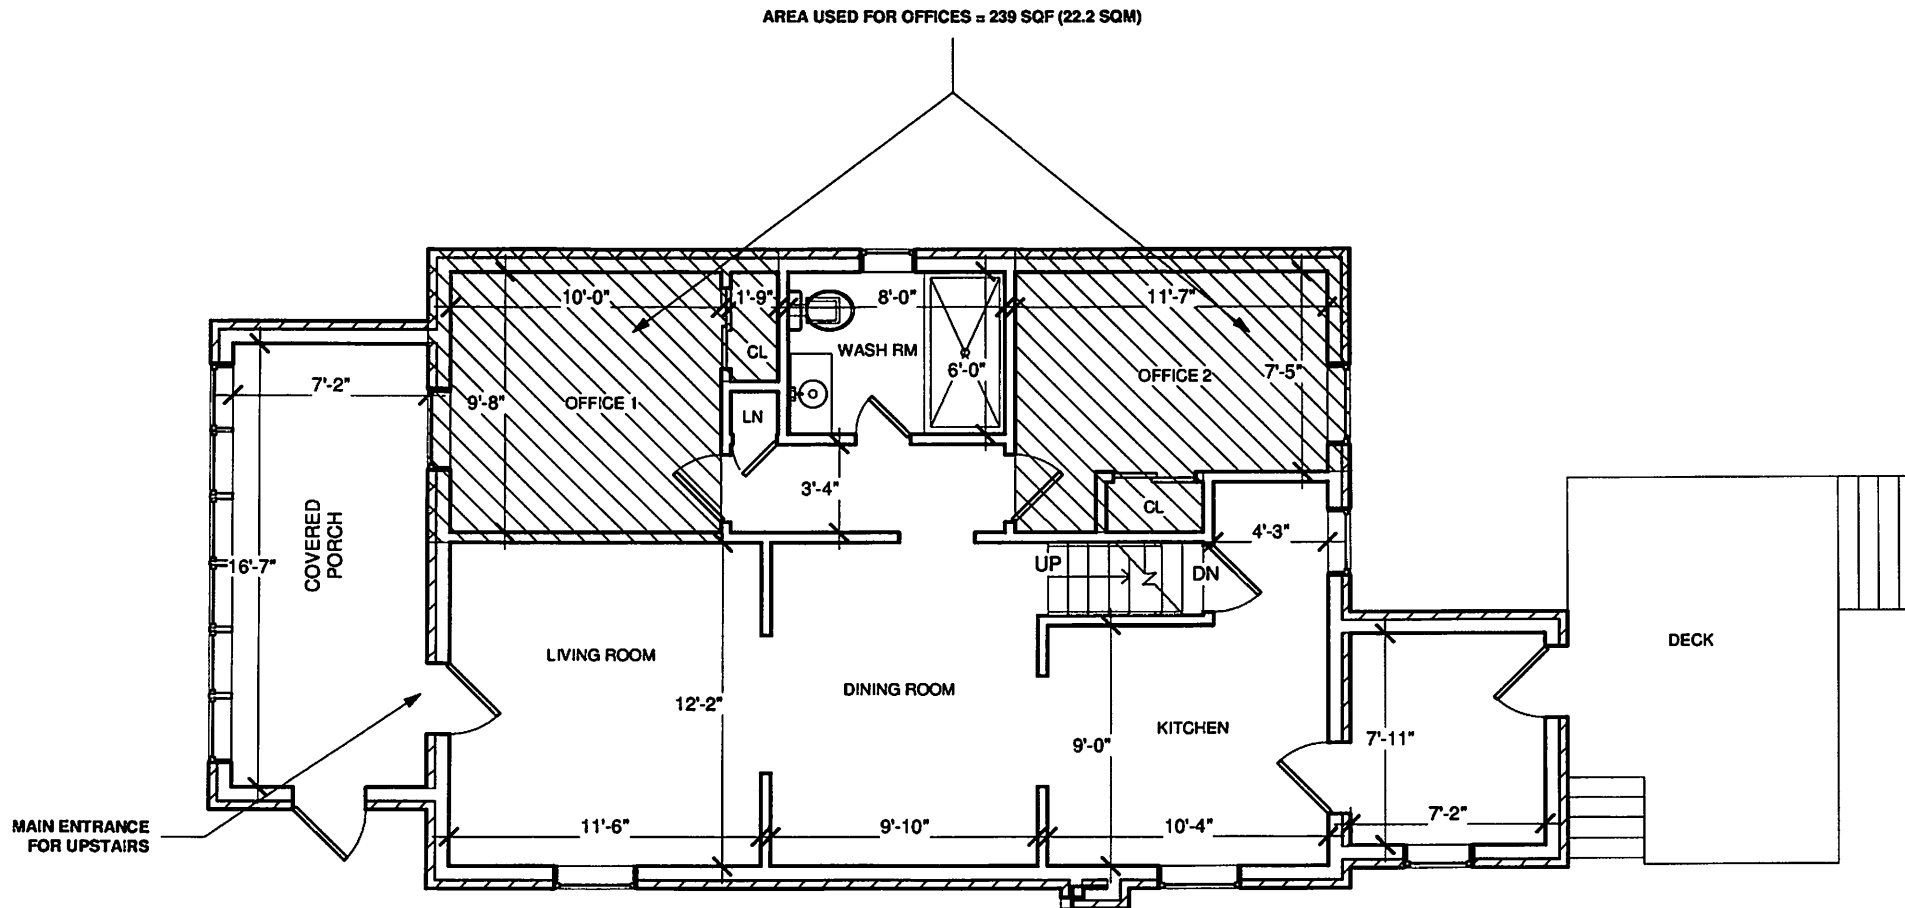 AREA USED FOR OFFICES = 239 SQF (22.2 SQM)
10'-0"
1'-9"
8'-0"
11'-7"
CL
WASH RM
6'-0"
7'-5"
OFFICE 2
7'-2"
9'-8"
OFFICE 1
LN
3'-4"
CL
4'-3"
COVERED
PORCH
16'-7"
UP
DN
LIVING ROOM
DINING ROOM
12'-2"
KITCHEN
9'-0"
7'-11"
DECK
11'-6"
9'-10"
10'-4"
7'-2"
MAIN ENTRANCE
FOR UPSTAIRS